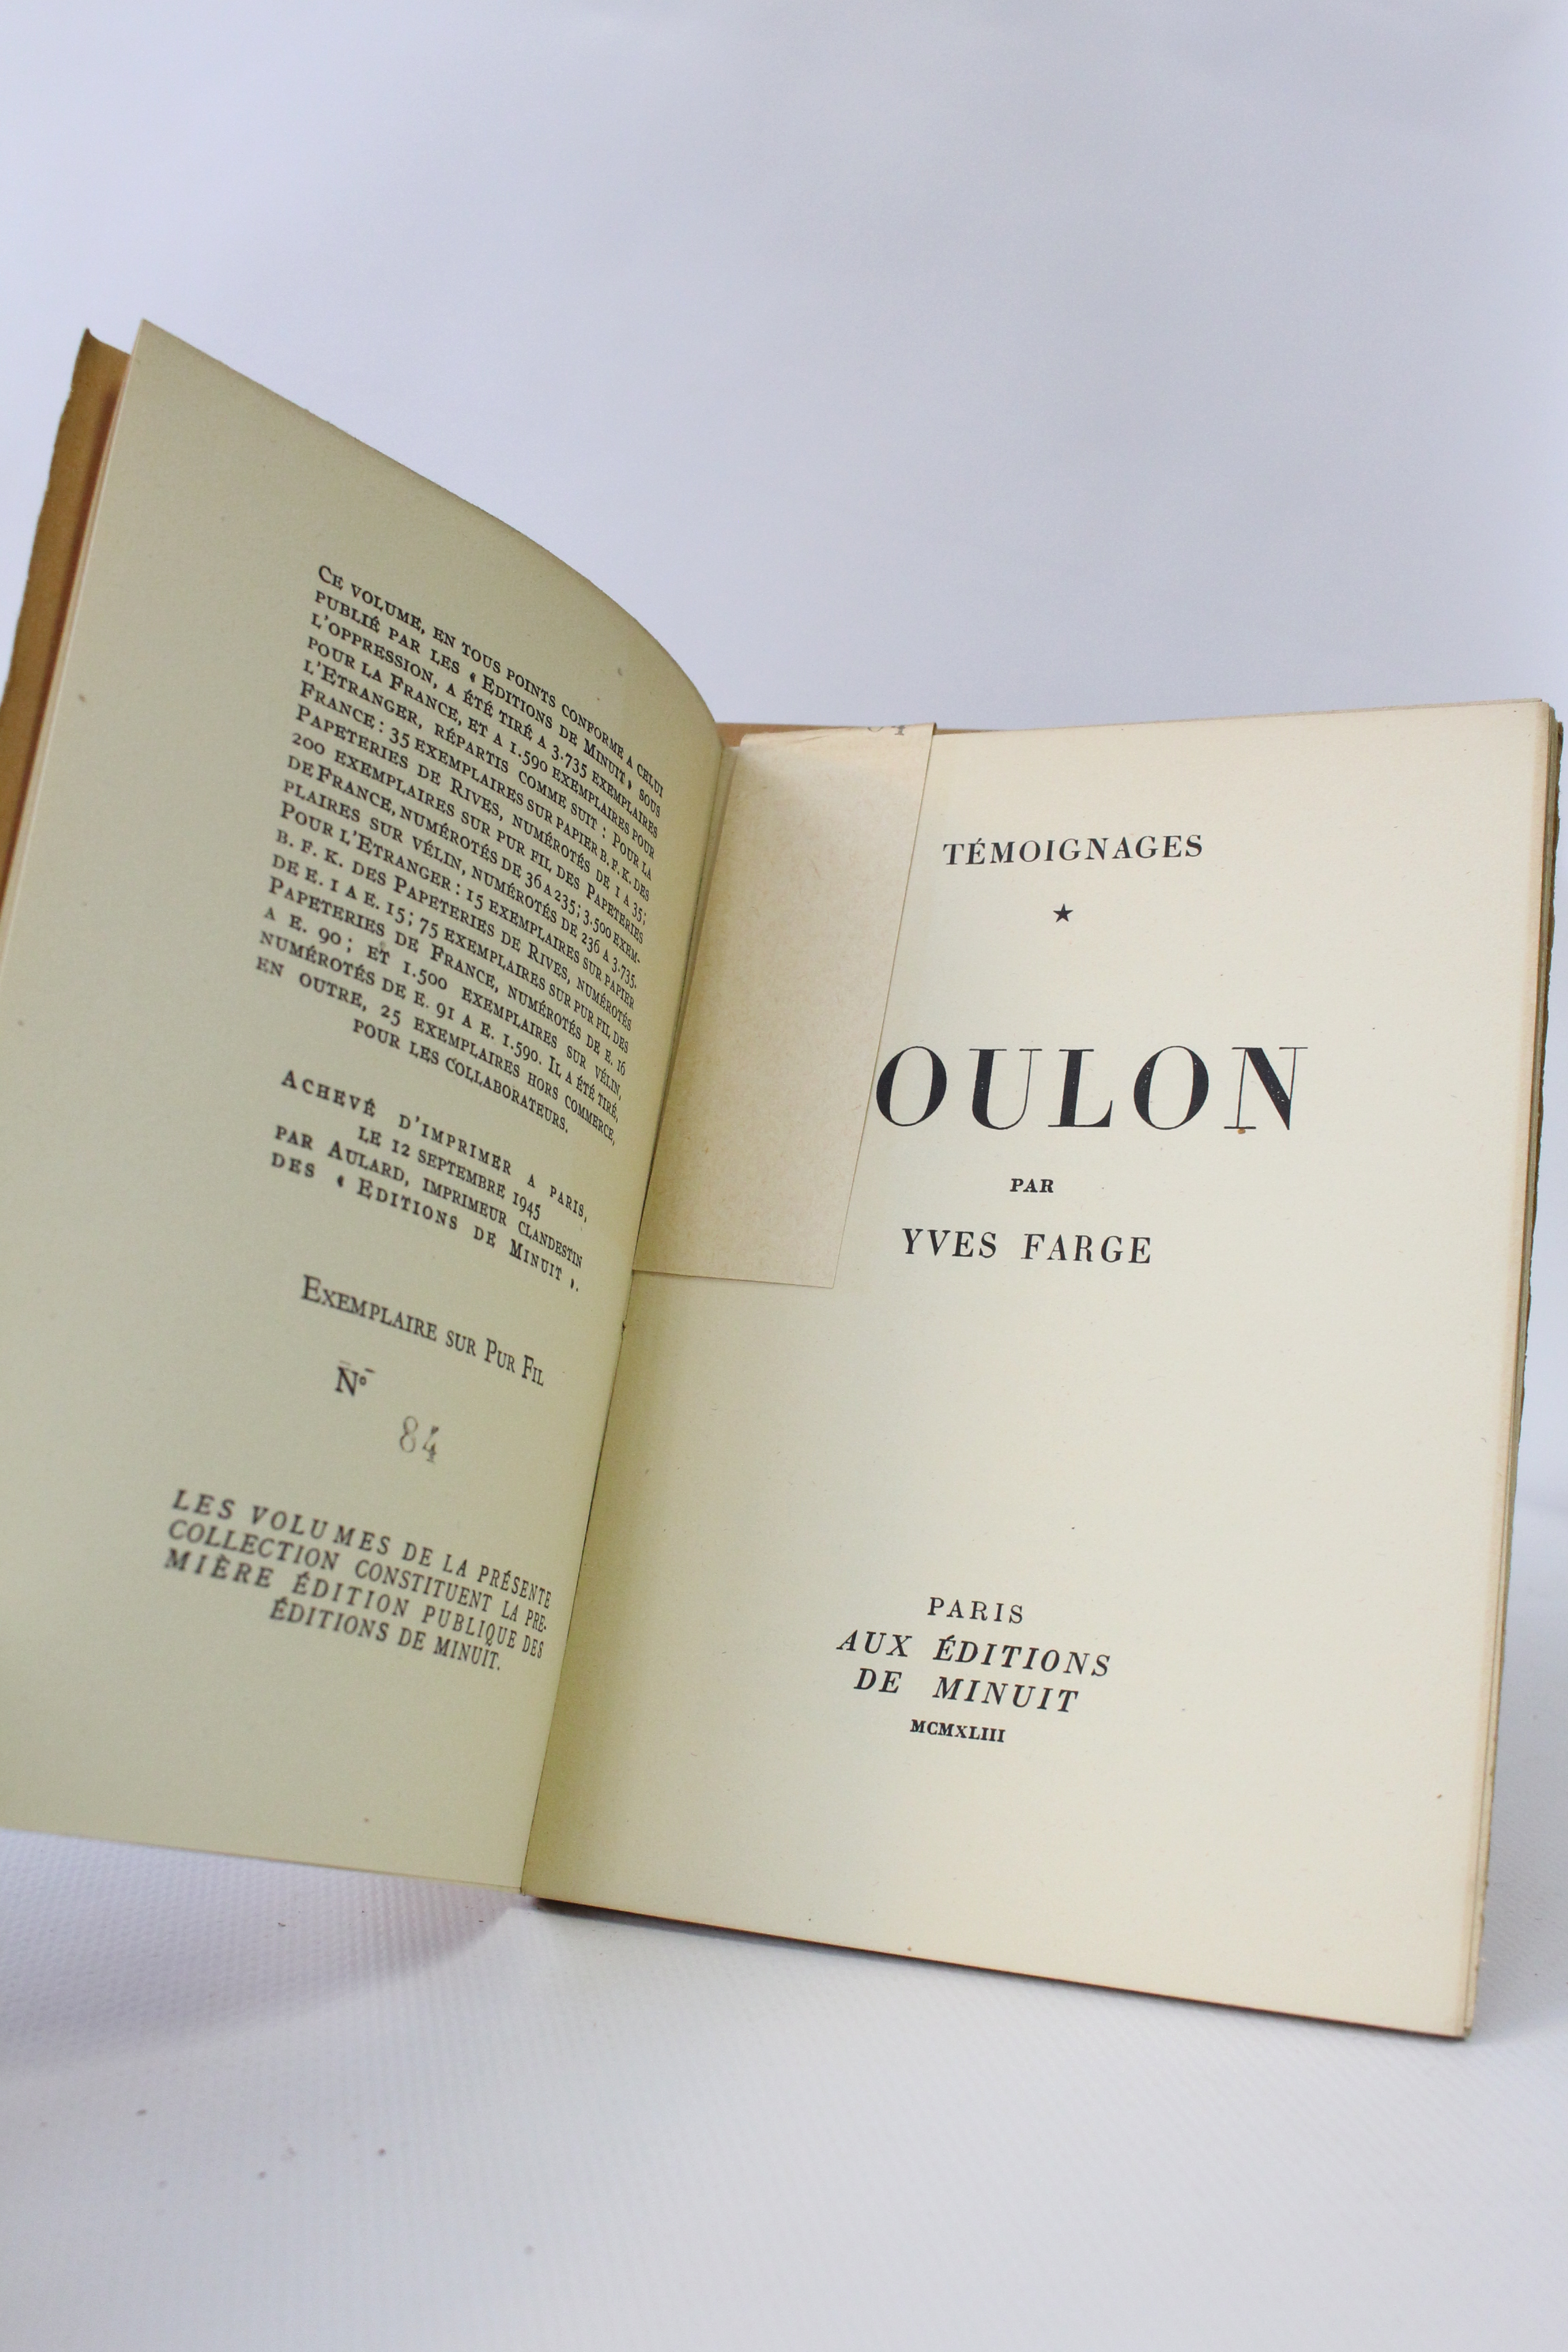 CE VOLUME, EN TOUS POINTS CONFORME A CELUI
PUBLIÉ PAR LES « EDITIONS DE MINUIT » SOUS
L'OPPRESSION, A ÉTÉ TIRÉ A 3.735 EXEMPLAIRES
POUR LA FRANCE, ET A 1.590 EXEMPLAIRES POUR
L'ETRANGER, RÉPARTIS COMME SUIT : POUR LA
FRANCE : 35 EXEMPLAIRES SUR PAPIER B. F. K. DES
PAPETERIES DE RIVES, NUMÉROTÉS DE 1 A 35 ;
200 EXEMPLAIRES SUR PUR FIL DES PAPETERIES
DE FRANCE, NUMÉROTÉS DE 36 A 235 ; 3.500 EXEM-
PLAIRES SUR VÉLIN, NUMÉROTÉS DE 236 A 3.735.
POUR L'ETRANGER : 15 EXEMPLAIRES SUR PAPIER
B. F. K. DES PAPETERIES DE RIVES, NUMÉROTÉS
DE E. 1 A E. 15 ; 75 EXEMPLAIRES SUR PUR FIL DES
PAPETERIES DE FRANCE, NUMÉROTÉS DE E. 16
A E. 90 ; ET 1.500 EXEMPLAIRES SUR VÉLIN,
NUMÉROTÉS DE E. 91 A E. 1.590. IL A ÉTÉ TIRÉ,
EN OUTRE, 25 EXEMPLAIRES HORS COMMERCE,
POUR LES COLLABORATEURS.
ACHEVÉ D'IMPRIMER A PARIS,
LE 12 SEPTEMBRE 1945
PAR AULARD, IMPRIMEUR CLANDESTIN
DES « EDITIONS DE MINUIT ».
EXEMPLAIRE SUR PUR FIL
N°
84
LES VOLUMES DE LA PRÉSENTE
COLLECTION CONSTITUENT LA PRE-
MIÈRE ÉDITION PUBLIQUE DES
ÉDITIONS DE MINUIT.
TÉMOIGNAGES
★
OULON
PAR
YVES FARGE
PARIS
AUX ÉDITIONS
DE MINUIT
MCMXLIII